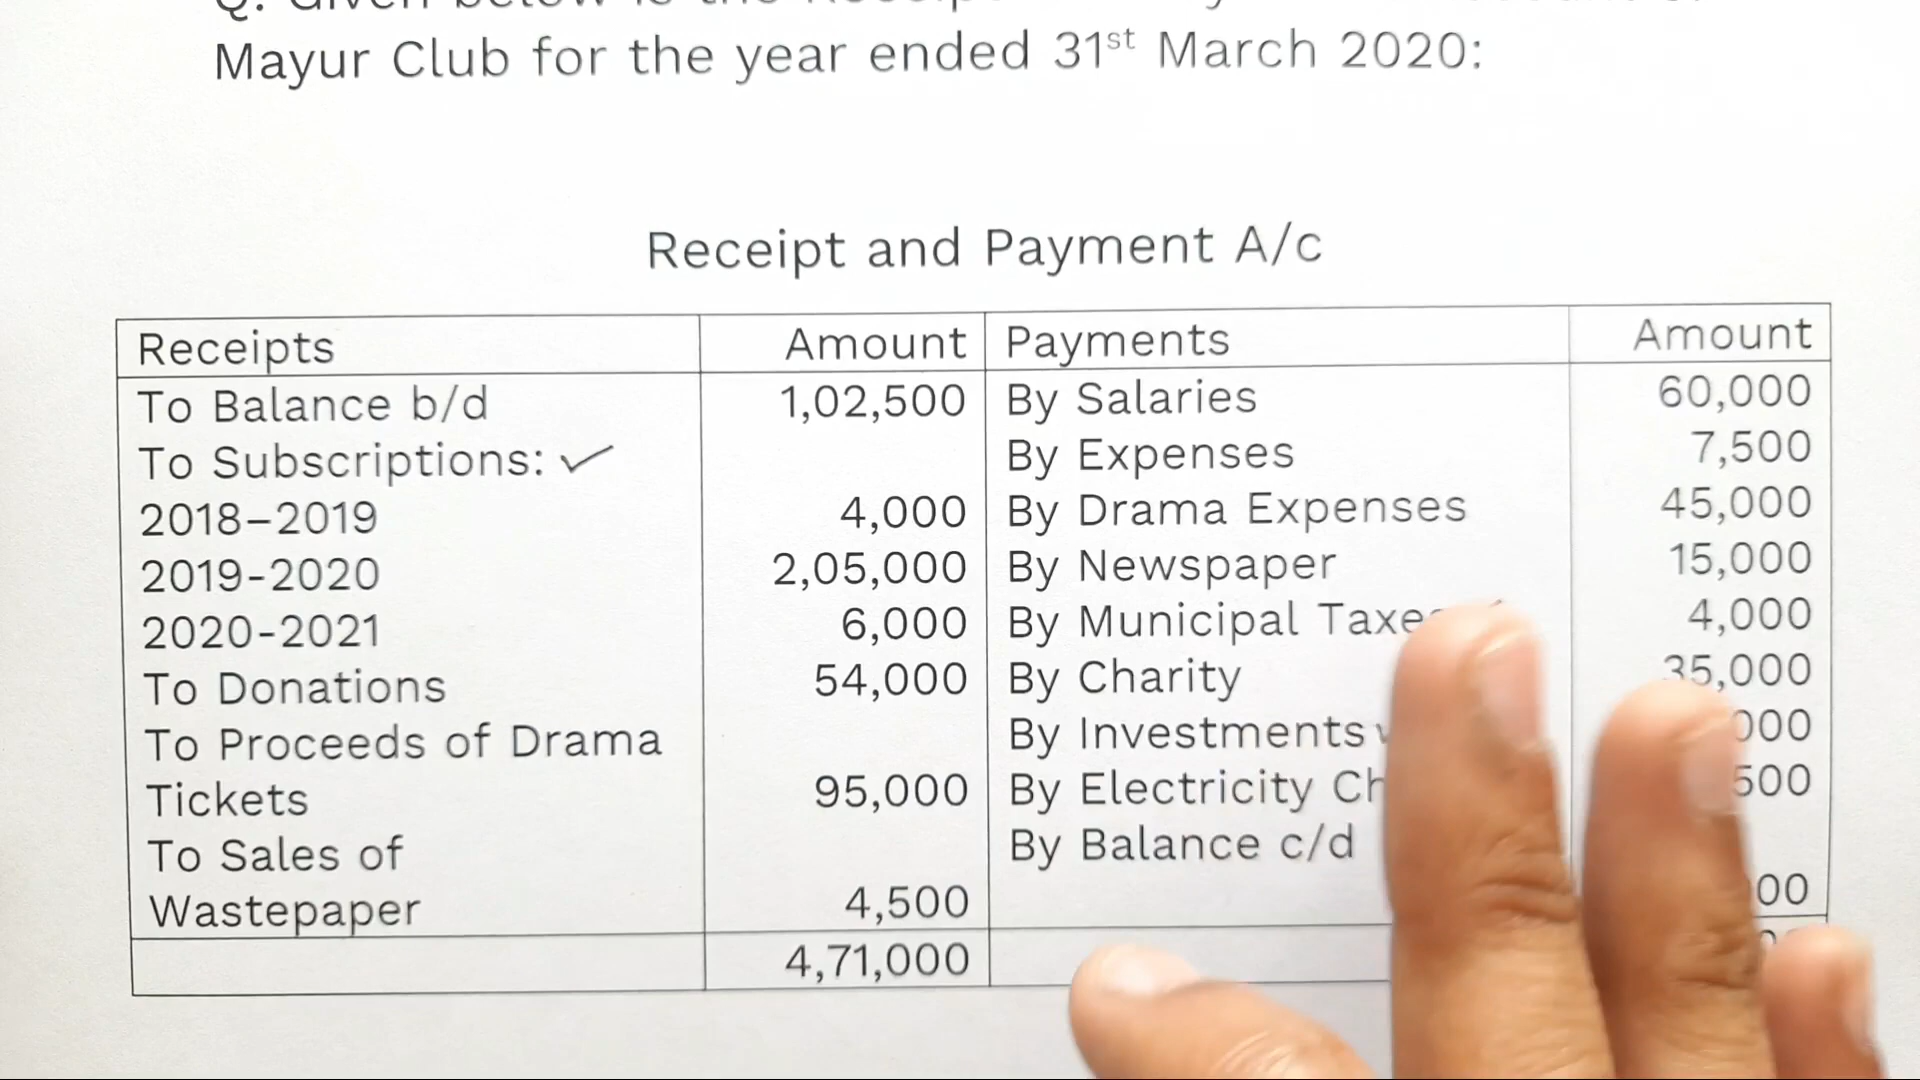 Mayur Club for the year ended 31st March 2020:
Receipt and Payment A/c
Receipts Amount Payments Amount
To Balance b/d 1,02,500 By Salaries 60,000
To Subscriptions: By Expenses 7,500
2018–2019 4,000 By Drama Expenses 45,000
2019-2020 2,05,000 By Newspaper 15,000
2020-2021 6,000 By Municipal 4,000
To Donations 54,000 By Charity 35,000
To Proceeds of Drama By Investments
Tickets 95,000 By Electricity
To Sales of By Balance c/d
Wastepaper 4,500
4,71,000